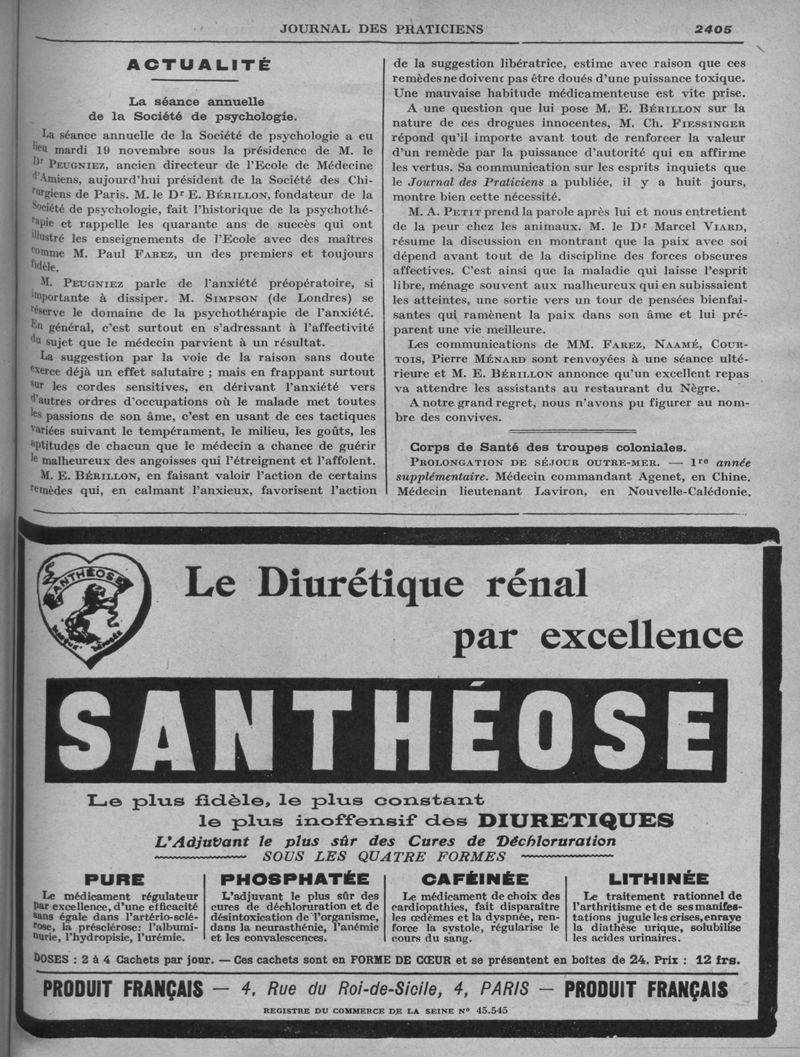 JOURNAL DES PRATICIENS
2405
ACTUALITÉ
La séance annuelle
de la Société de psychologie.
La séance annuelle de la Société de psychologie a eu
lieu mardi 19 novembre sous la présidence de M. le
Dr PEUGNIEZ, ancien directeur de l'Ecole de Médecine
d'Amiens, aujourd'hui président de la Société des Chi-
rurgiens de Paris. M. le Dr E. BÉRILLON, fondateur de la
Société de psychologie, fait l'historique de la psychothé-
rapie et rappelle les quarante ans de succès qui ont
illustré les enseignements de l'Ecole avec des maîtres
comme M. Paul FAREZ, un des premiers et toujours
fidèle.
M. PEUGNIEZ parle de l'anxiété préopératoire, si
importante à dissiper. M. SIMPSON (de Londres) se
réserve le domaine de la psychothérapie de l'anxiété.
En général, c'est surtout en s'adressant à l'affectivité
du sujet que le médecin parvient à un résultat.
La suggestion par la voie de la raison sans doute
exerce déjà un effet salutaire ; mais en frappant surtout
sur les cordes sensitives, en dérivant l'anxiété vers
d'autres ordres d'occupations où le malade met toutes
les passions de son âme, c'est en usant de ces tactiques
variées suivant le tempérament, le milieu, les goûts, les
aptitudes de chacun que le médecin a chance de guérir
le malheureux des angoisses qui l'étreignent et l'affolent.
M. E. BÉRILLON, en faisant valoir l'action de certains
remèdes qui, en calmant l'anxieux, favorisent l'action
de la suggestion libératrice, estime avec raison que ces
remèdes ne doivent pas être doués d'une puissance toxique.
Une mauvaise habitude médicamenteuse est vite prise.
A une question que lui pose M. E. BÉRILLON sur la
nature de ces drogues innocentes, M. Ch. FIESSINGER
répond qu'il importe avant tout de renforcer la valeur
d'un remède par la puissance d'autorité qui en affirme
les vertus. Sa communication sur les esprits inquiets que
le Journal des Praticiens a publiée, il y a huit jours,
montre bien cette nécessité.
M. A. PETIT prend la parole après lui et nous entretient
de la peur chez les animaux. M. le Dr Marcel VIARD,
résume la discussion en montrant que la paix avec soi
dépend avant tout de la discipline des forces obscures
affectives. C'est ainsi que la maladie qui laisse l'esprit
libre, ménage souvent aux malheureux qui en subissaient
les atteintes, une sortie vers un tour de pensées bienfai-
santes qui ramènent la paix dans son âme et lui pré-
parent une vie meilleure.
Les communications de MM. FAREZ, NAAMÉ, COUR-
TOIS, Pierre MÉNARD sont renvoyées à une séance ulté-
rieure et M. E. BÉRILLON annonce qu'un excellent repas
va attendre les assistants au restaurant du Nègre.
A notre grand regret, nous n'avons pu figurer au nom-
bre des convives.
Corps de Santé des troupes coloniales.
PROLONGATION DE SÉJOUR OUTRE-MER. — 1re année
supplémentaire. Médecin commandant Agenet, en Chine.
Médecin lieutenant Laviron, en Nouvelle-Calédonie.
SANTHÉOSE
Le Diurétique rénal
par excellence
SANTHÉOSE
Le plus fidèle, le plus constant
le plus inoffensif des DIURETIQUES
L'Adjuvant le plus sûr des Cures de Déchloruration
SOUS LES QUATRE FORMES
PURE
Le médicament régulateur
par excellence, d'une efficacité
sans égale dans l'artério-sclé-
rose, la présclérose: l'albumi-
nurie, l'hydropisie, l'urémie.
PHOSPHATÉE
L'adjuvant le plus sûr des
cures de déchloruration et de
désintoxication de l'organisme,
dans la neurasthénie, l'anémie
et les convalescences.
CAFÉINÉE
Le médicament de choix des
cardiopathies, fait disparaître
les œdèmes et la dyspnée, ren-
force la systole, régularise le
cours du sang.
LITHINÉE
Le traitement rationnel de
l'arthritisme et de ses manifes-
tations jugule les crises, enraye
la diathèse urique, solubilise
les acides urinaires.
DOSES : 2 à 4 Cachets par jour. — Ces cachets sont en FORME DE CŒUR et se présentent en boîtes de 24. Prix : 12 frs.
PRODUIT FRANÇAIS — 4, Rue du Roi-de-Sicile, 4, PARIS — PRODUIT FRANÇAIS
REGISTRE DU COMMERCE DE LA SEINE No 45.545